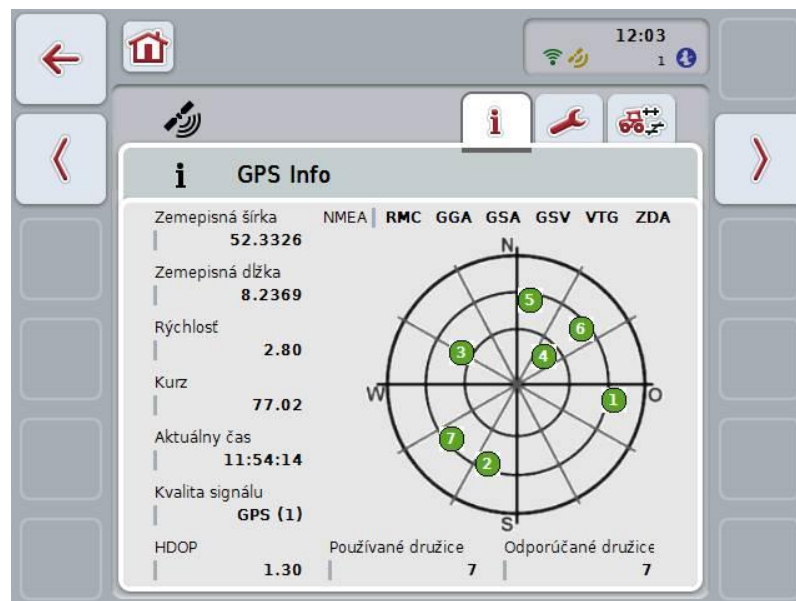 12:03
1
i
i GPS Info
Zemepisná šírka
52.3326
NMEA RMC GGA GSA GSV VTG ZDA
Zemepisná dĺžka
8.2369
Rýchlosť
2.80
Kurz
77.02
Aktuálny čas
11:54:14
Kvalita signálu
GPS (1)
HDOP
1.30
Používané družice
7
Odporúčané družice
7
N
5
6
3
4
W
O
1
7
2
S